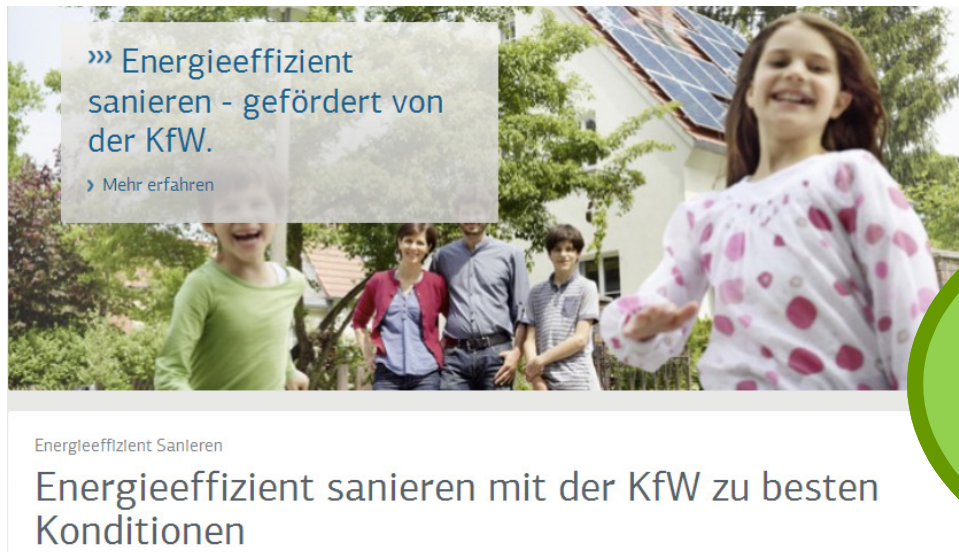 ››› Energieeffizient
sanieren - gefördert von
der KfW.
› Mehr erfahren
Energieeffizient Sanieren
Energieeffizient sanieren mit der KfW zu besten
Konditionen